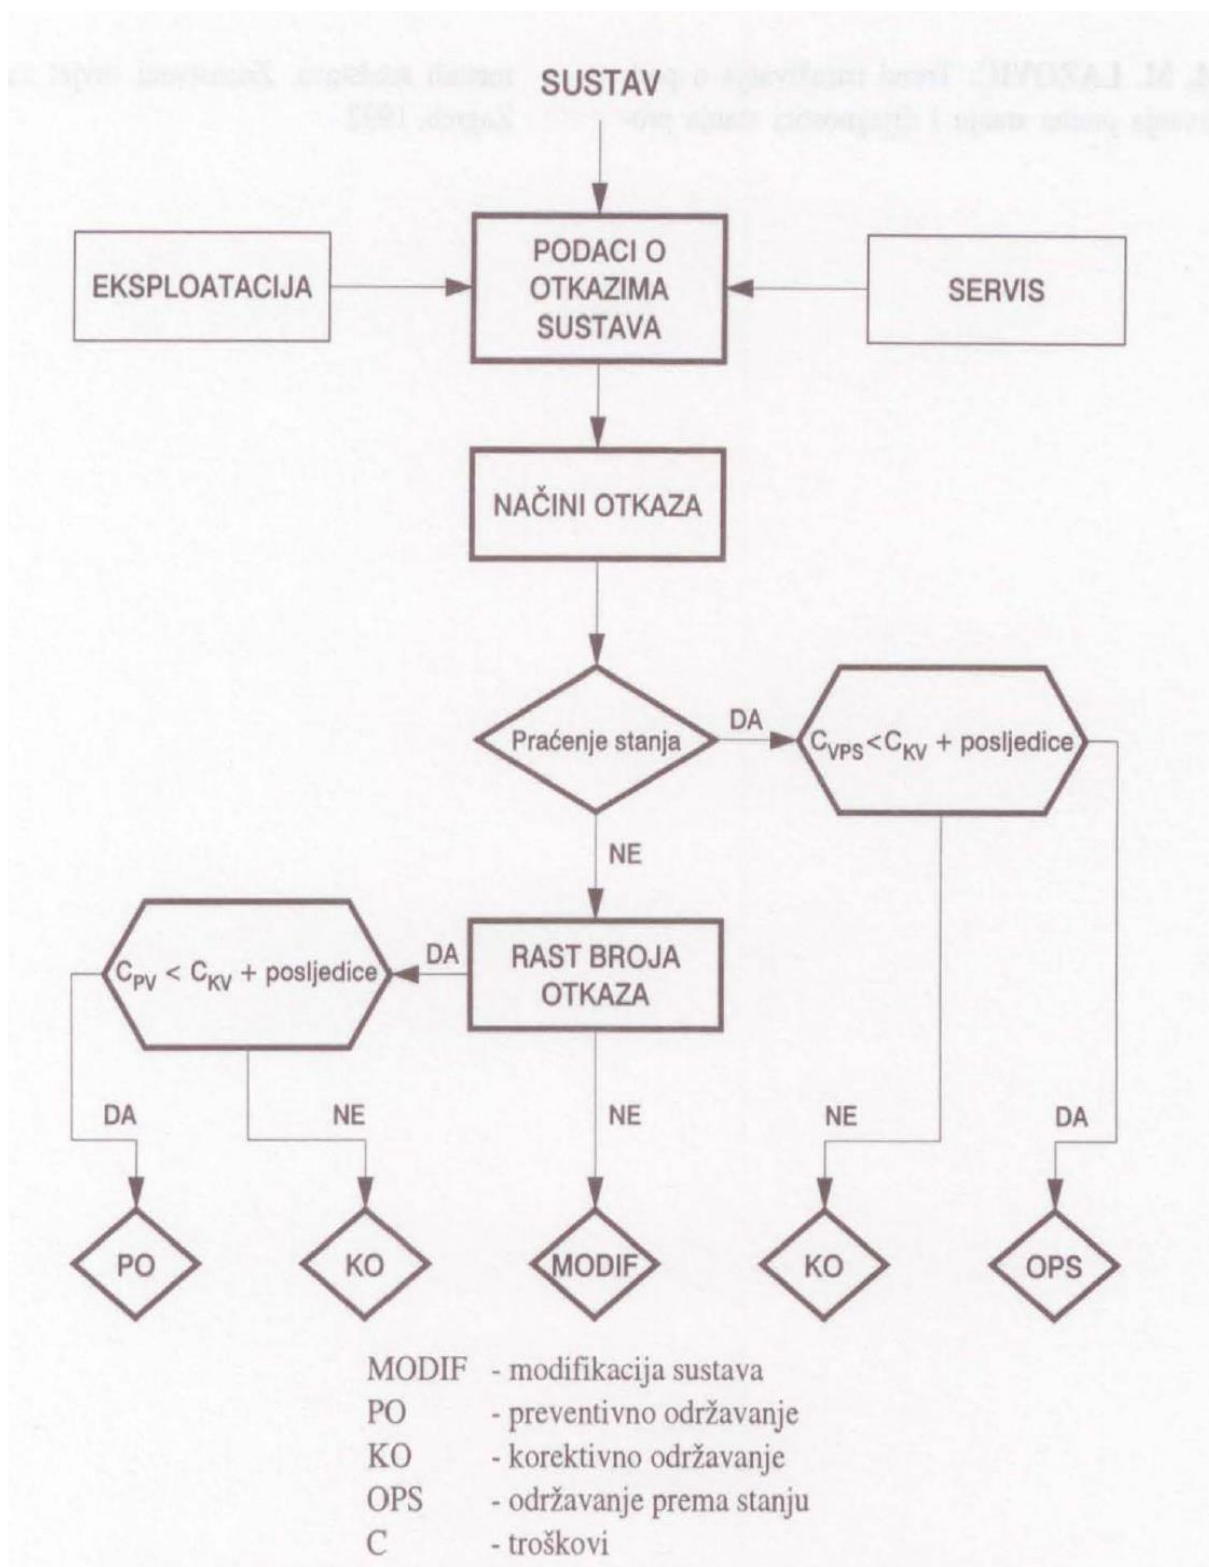 SUSTAV
EKSPLOATACIJA
PODACI O
OTKAZIMA
SUSTAVA
SERVIS
NAČINI OTKAZA
Praćenje stanja
DA
C_VPS<C_KV + posljedice
NE
C_PV < C_KV + posljedice
DA
RAST BROJA
OTKAZA
DA
NE
NE
NE
DA
PO
KO
MODIF
KO
OPS
MODIF - modifikacija sustava
PO - preventivno održavanje
KO - korektivno održavanje
OPS - održavanje prema stanju
C - troškovi